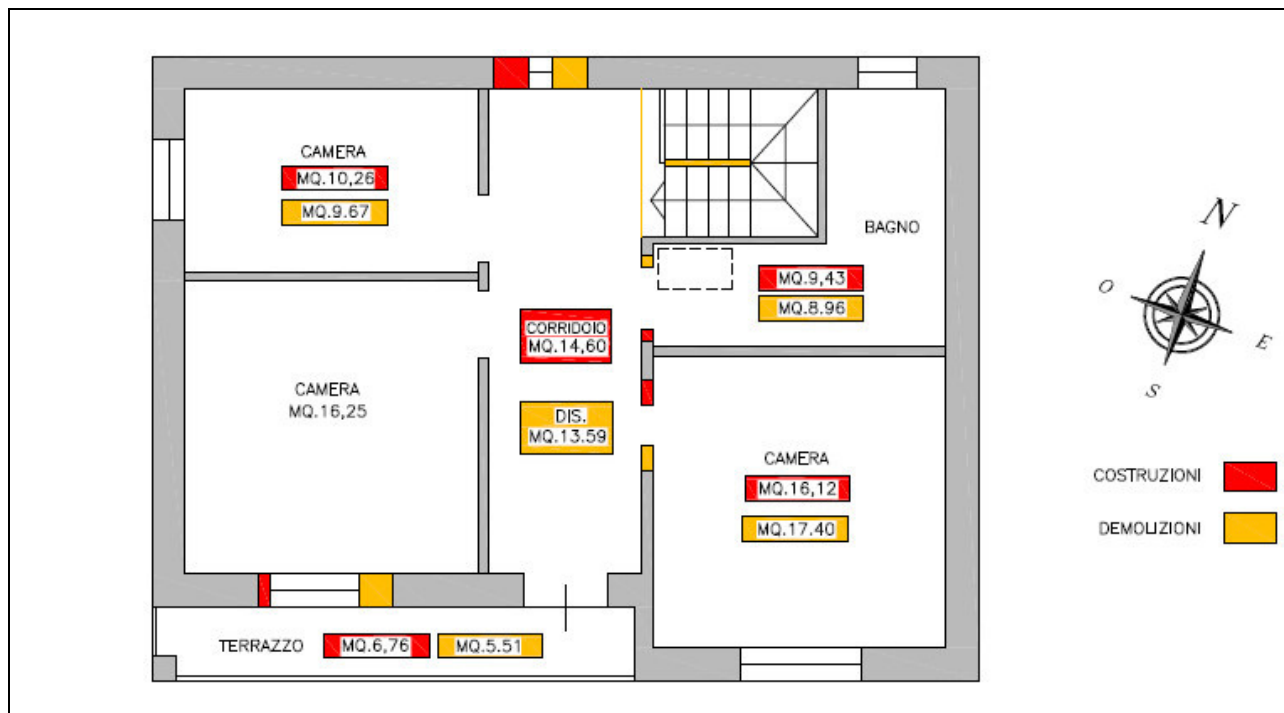 CAMERA
MQ.10,26
MQ.9.67
BAGNO
MQ.9,43
MQ.8.96
CORRIDOIO
MQ.14,60
CAMERA
MQ.16,25
DIS.
MQ.13.59
CAMERA
MQ.16,12
MQ.17.40
TERRAZZO MQ.6,76 MQ.5.51
N
O
E
S
COSTRUZIONI
DEMOLIZIONI